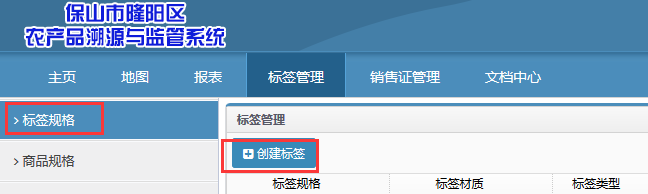 保山市隆阳区
农产品溯源与监管系统
主页 地图 报表 标签管理 销售证管理 文档中心
> 标签规格
> 商品规格
标签管理
创建标签
标签规格 标签材质 标签类型